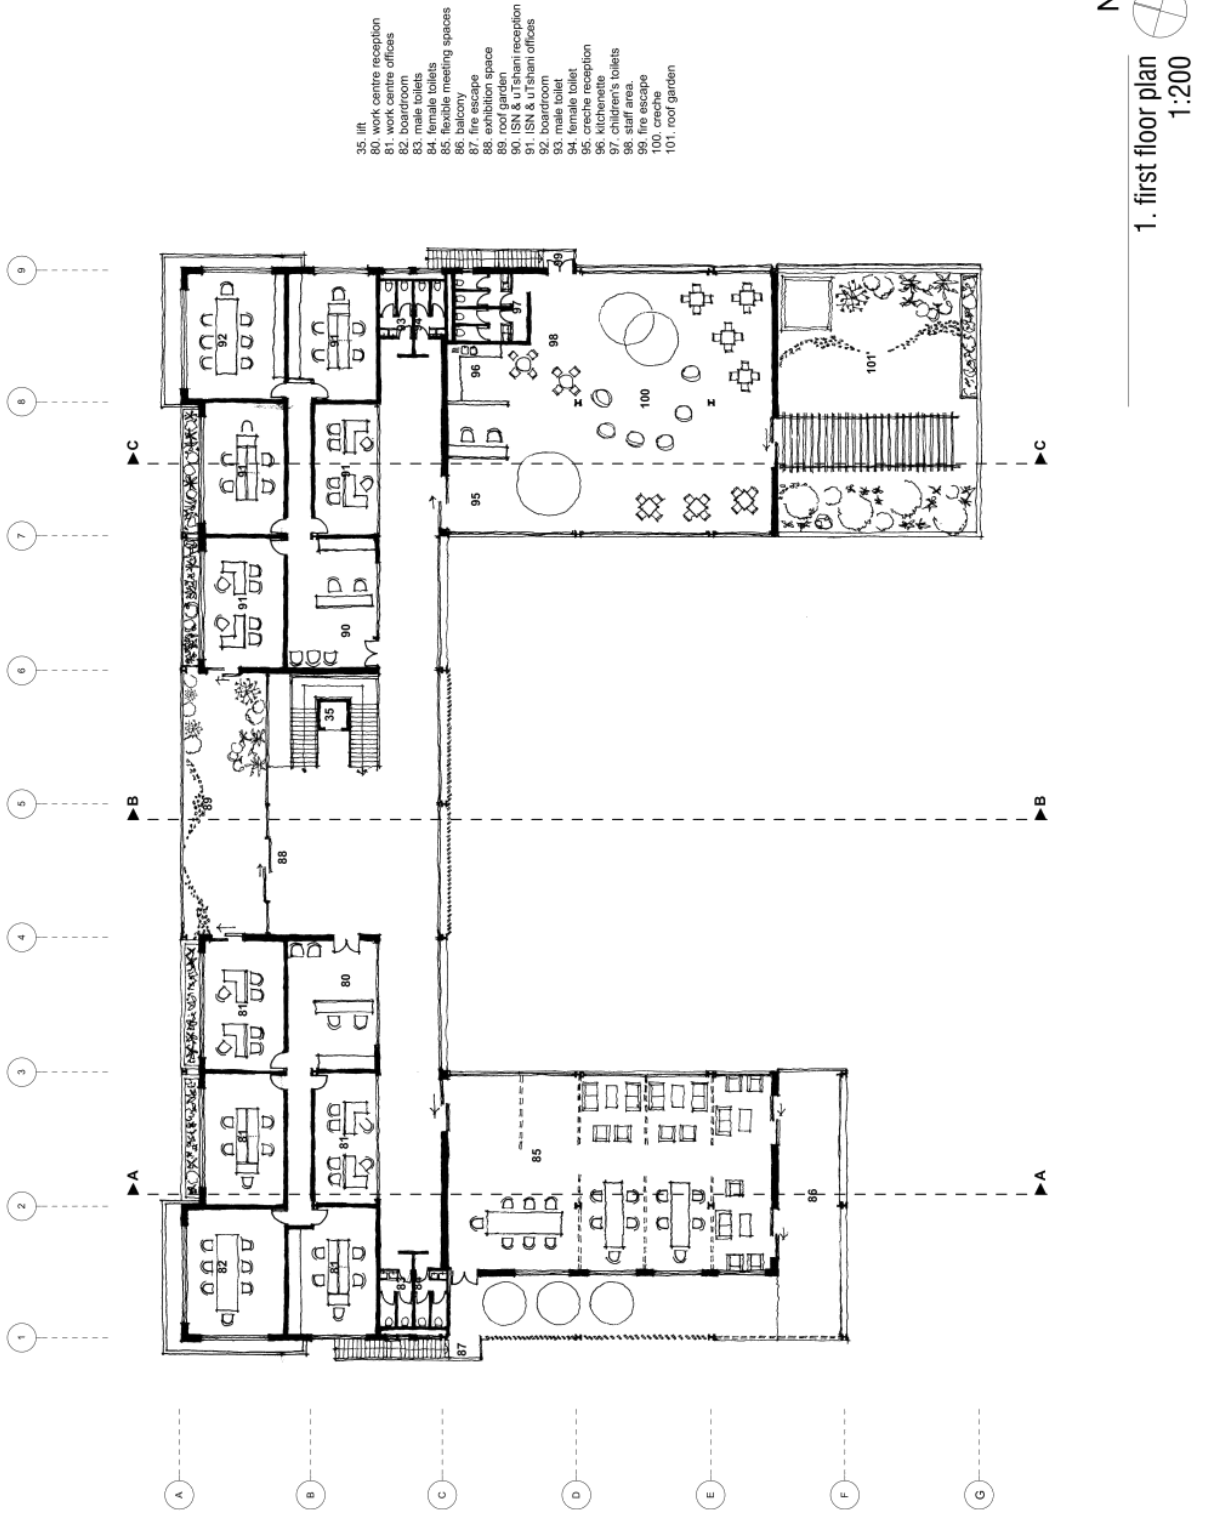 35. lift
80. work centre reception
81. work centre offices
82. boardroom
83. male toilets
84. female toilets
85. flexible meeting spaces
86. balcony
87. fire escape
88. exhibition space
89. roof garden
90. ISN & uTshani reception
91. ISN & uTshani offices
92. boardroom
93. male toilet
94. female toilet
95. creche reception
96. kitchenette
97. children's toilets
98. staff area.
99. fire escape
100. creche
101. roof garden
N
1. first floor plan
1:200
1
2
3
4
5
6
7
8
9
A
B
C
D
E
F
G
A
B
C
A
B
C
82
81
81
81
81
80
83
84
87
85
86
88
89
35
90
91
91
91
91
92
93
94
95
96
97
98
99
100
101